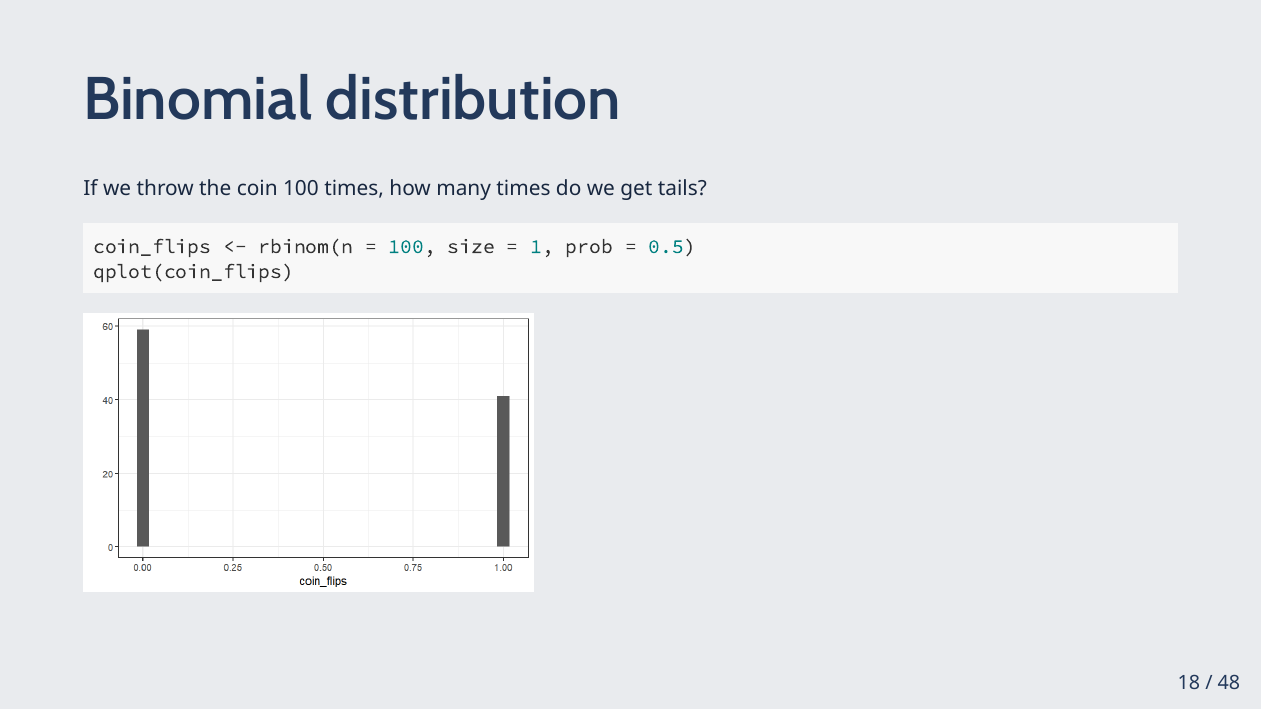 Binomial distribution
If we throw the coin 100 times, how many times do we get tails?
coin_flips <- rbinom(n = 100, size = 1, prob = 0.5)
qplot(coin_flips)
60
40
20
0
0.00 0.25 0.50 0.75 1.00
coin_flips
18 / 48